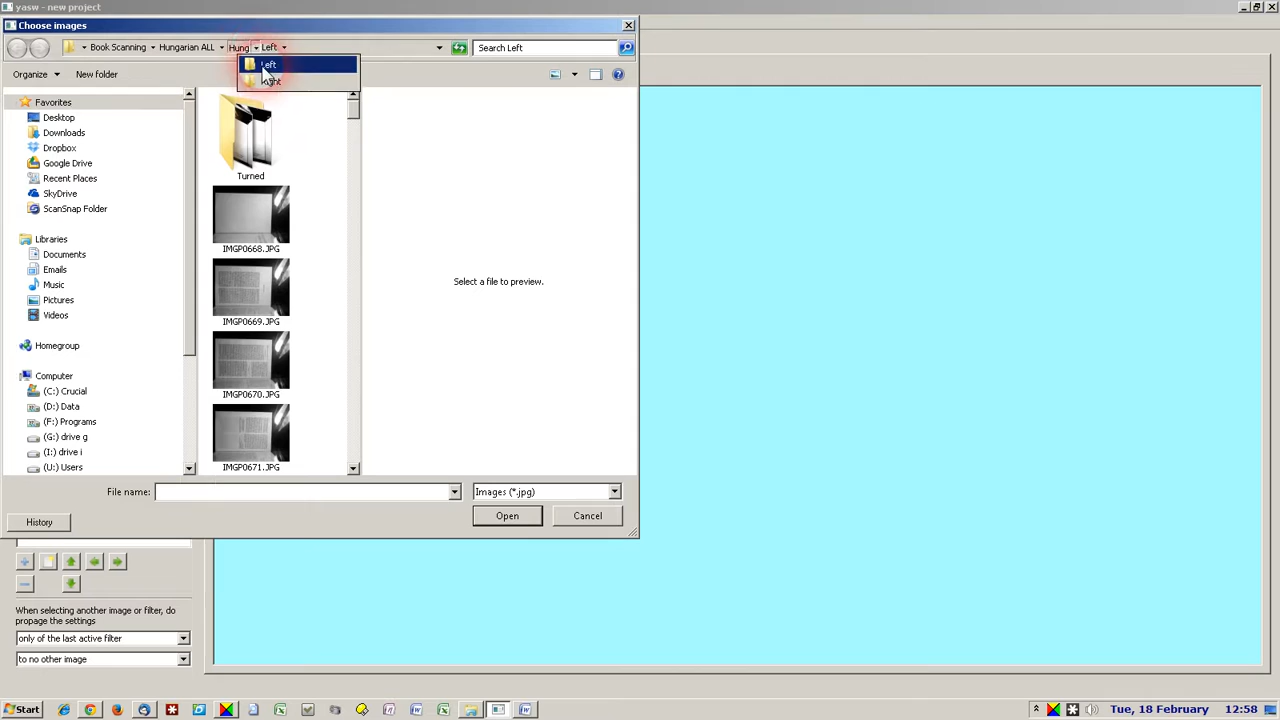 yasw - new project
Choose images
Book Scanning
Hungarian ALL
Hung
Left
Search Left
Left
Organize
New folder
Favorites
Desktop
Downloads
Dropbox
Google Drive
Recent Places
SkyDrive
ScanSnap Folder
Libraries
Documents
Emails
Music
Pictures
Videos
Homegroup
Computer
(C:) Crucial
(D:) Data
(F:) Programs
(G:) drive g
(I:) drive i
(U:) Users
Turned
IMGP0668.JPG
IMGP0669.JPG
IMGP0670.JPG
IMGP0671.JPG
Select a file to preview.
File name:
Images (*.jpg)
History
Open
Cancel
When selecting another image or filter, do
propage the settings
only of the last active filter
to no other image
Start
Tue, 18 February
12:58